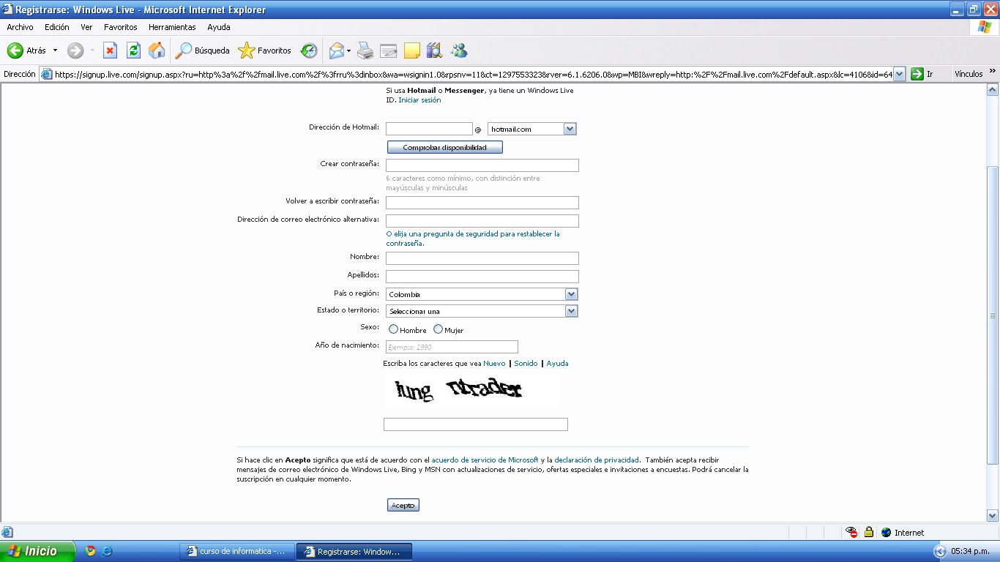 Registrarse: Windows Live - Microsoft Internet Explorer
Archivo Edición Ver Favoritos Herramientas Ayuda
Atrás Búsqueda Favoritos
Dirección https://signup.live.com/signup.aspx?ru=http%3a%2f%2fmail.live.com%2f%3frru%3dinbox&wa=wsignin1.0&rpsnv=11&ct=1297553323&rver=6.1.6206.0&wp=MBI&wreply=http:%2F%2Fmail.live.com%2Fdefault.aspx&lc=4106&id=64 Ir Vínculos »
Si usa Hotmail o Messenger, ya tiene un Windows Live
ID. Iniciar sesión
Dirección de Hotmail: @ hotmail.com
Comprobar disponibilidad
Crear contraseña:
6 caracteres como mínimo, con distinción entre
mayúsculas y minúsculas
Volver a escribir contraseña:
Dirección de correo electrónico alternativa:
O elija una pregunta de seguridad para restablecer la
contraseña.
Nombre:
Apellidos:
País o región: Colombia
Estado o territorio: Seleccionar una
Sexo: Hombre Mujer
Año de nacimiento: Ejemplo: 1990
Escriba los caracteres que vea Nuevo | Sonido | Ayuda
Si hace clic en Acepto significa que está de acuerdo con el acuerdo de servicio de Microsoft y la declaración de privacidad. También acepta recibir
mensajes de correo electrónico de Windows Live, Bing y MSN con actualizaciones de servicio, ofertas especiales e invitaciones a encuestas. Podrá cancelar la
suscripción en cualquier momento.
Acepto
Internet
Inicio curso de informatica -... Registrarse: Window... 05:34 p.m.